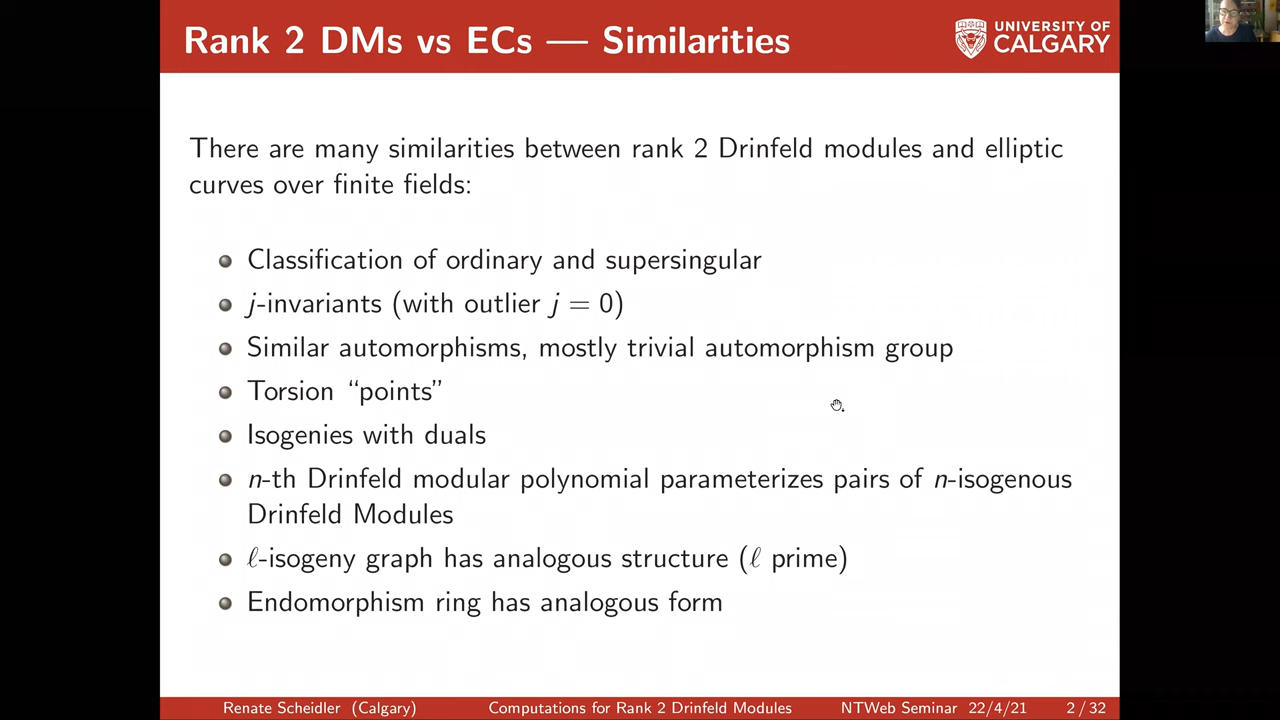 Rank 2 DMs vs ECs — Similarities
UNIVERSITY OF
CALGARY
There are many similarities between rank 2 Drinfeld modules and elliptic
curves over finite fields:
Classification of ordinary and supersingular
j-invariants (with outlier j = 0)
Similar automorphisms, mostly trivial automorphism group
Torsion “points”
Isogenies with duals
n-th Drinfeld modular polynomial parameterizes pairs of n-isogenous
Drinfeld Modules
ℓ-isogeny graph has analogous structure (ℓ prime)
Endomorphism ring has analogous form
Renate Scheidler (Calgary) Computations for Rank 2 Drinfeld Modules NTWeb Seminar 22/4/21 2 / 32